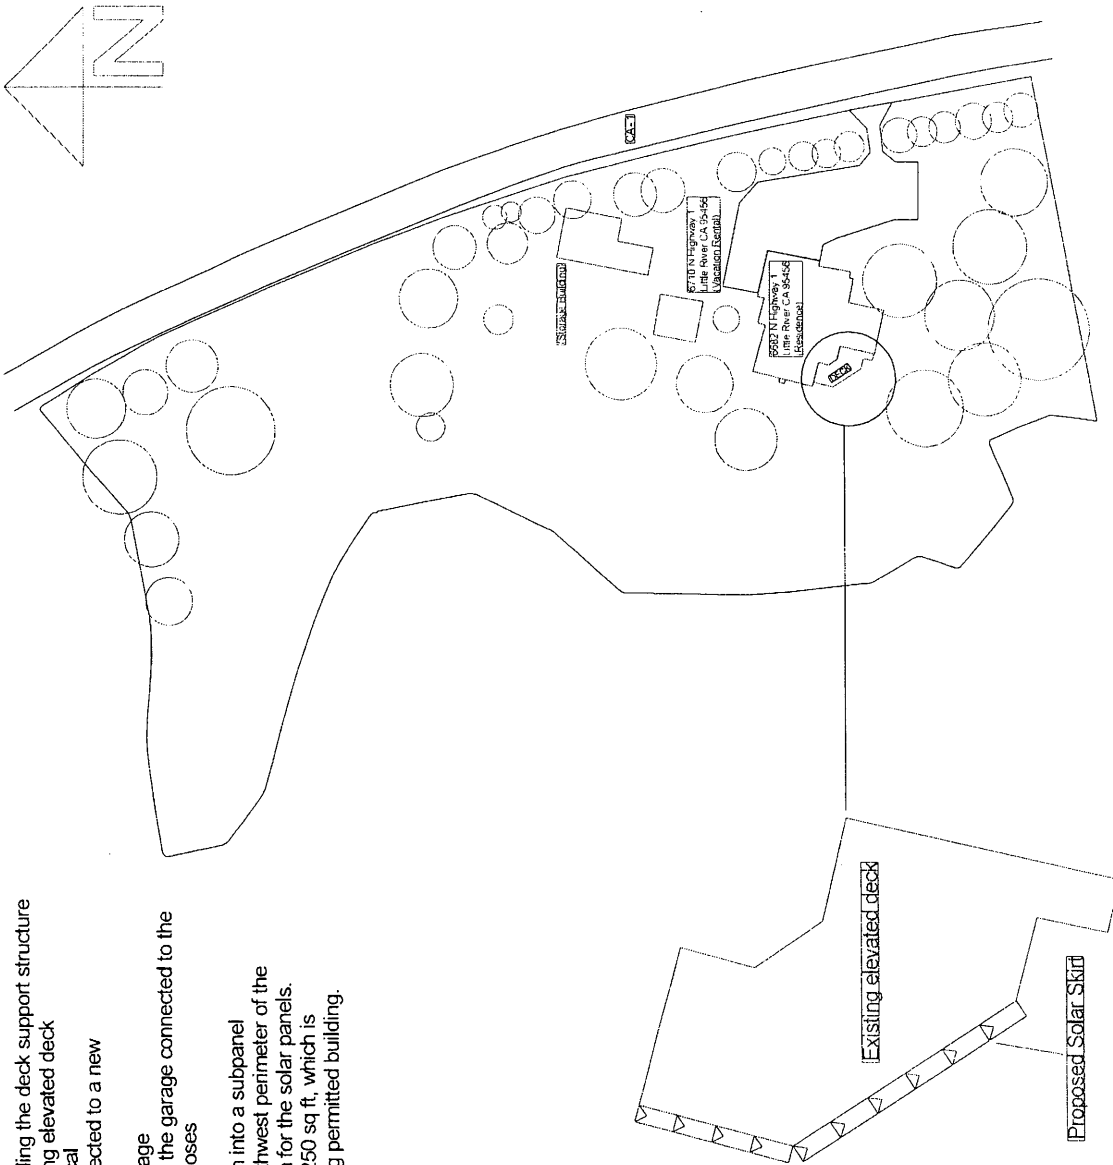 N
CA-1
6710 N Highway 1
Little River CA 95456
(Vacation Rental)
Storage Building
6582 N Highway 1
Little River CA 95456
(Residence)
DECK
ling the deck support structure
ng elevated deck
cal
ected to a new
age
the garage connected to the
oses
n into a subpanel
hwest perimeter of the
n for the solar panels.
250 sq ft, which is
g permitted building.
Existing elevated deck
Proposed Solar Skirt